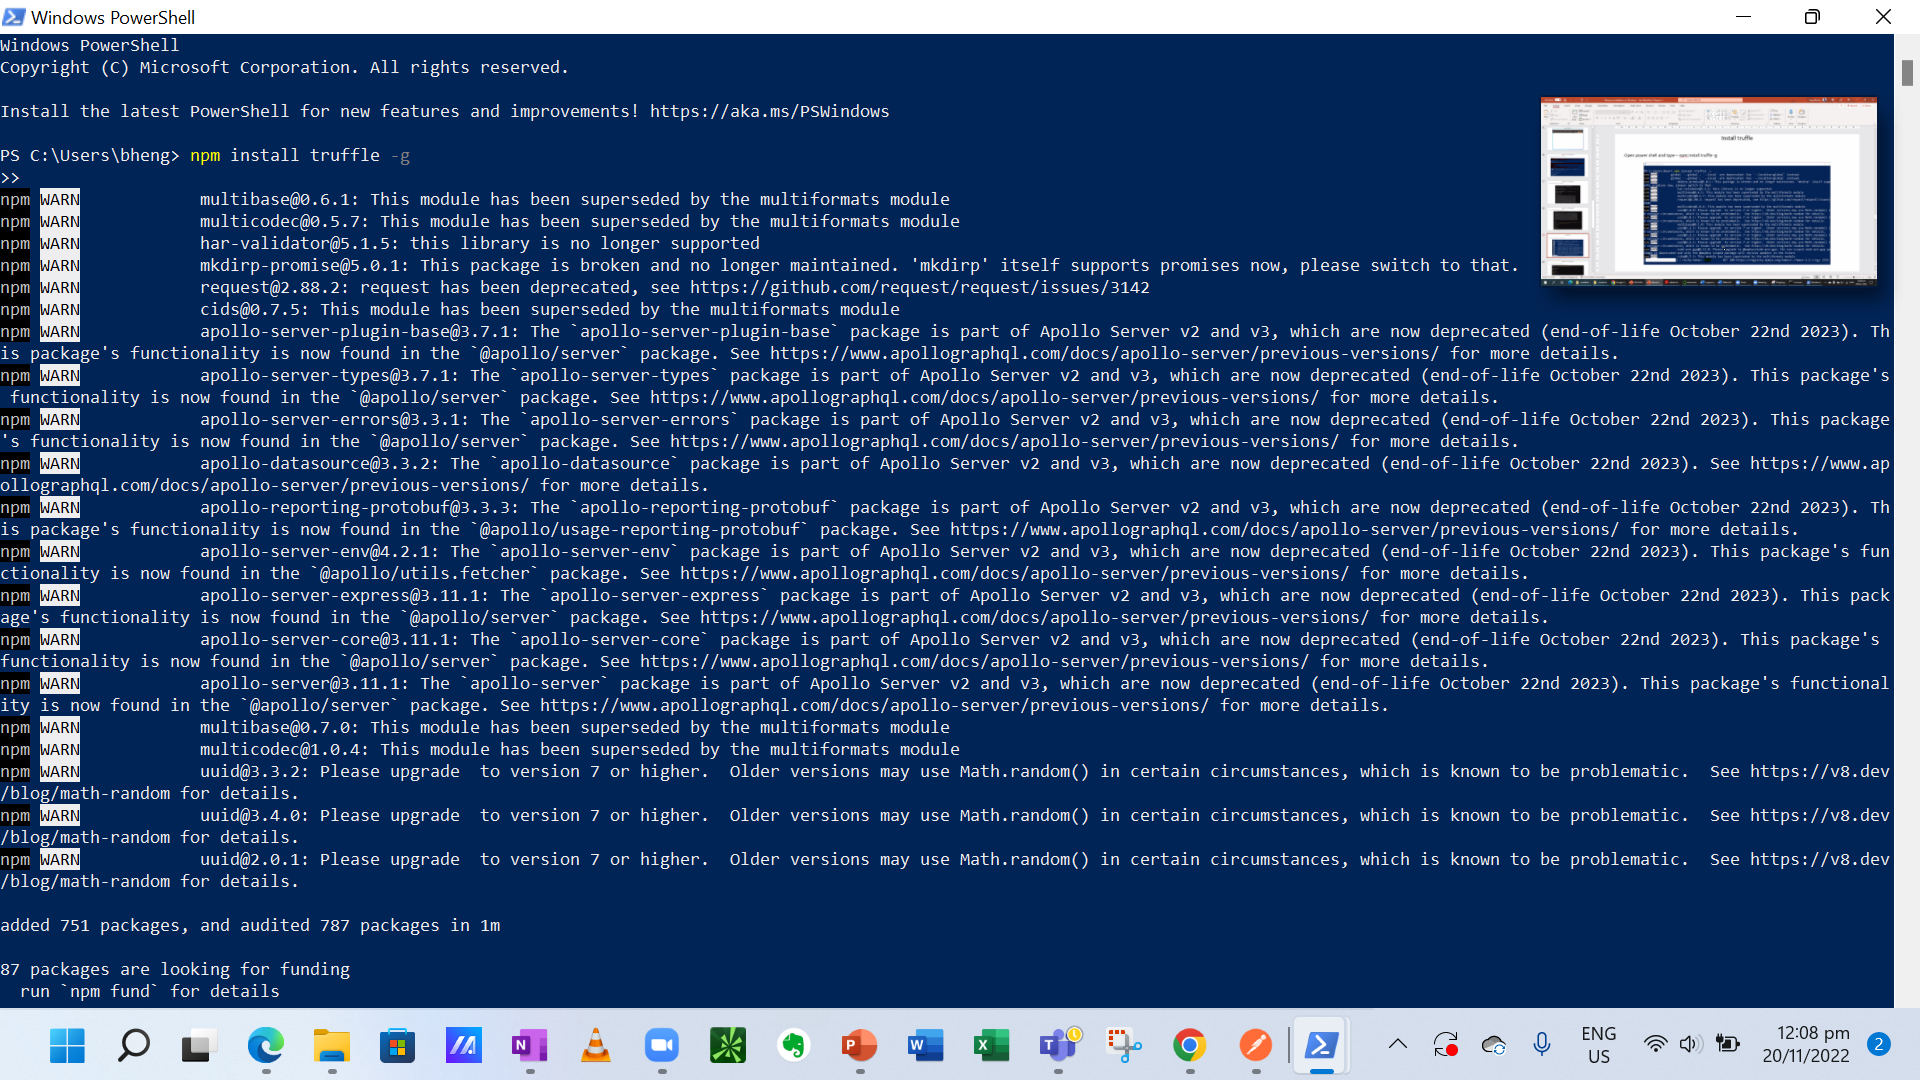 Windows PowerShell
Windows PowerShell
Copyright (C) Microsoft Corporation. All rights reserved.
Install the latest PowerShell for new features and improvements! https://aka.ms/PSWindows
PS C:\Users\bheng> npm install truffle -g
>>
npm WARN multibase@0.6.1: This module has been superseded by the multiformats module
npm WARN multicodec@0.5.7: This module has been superseded by the multiformats module
npm WARN har-validator@5.1.5: this library is no longer supported
npm WARN mkdirp-promise@5.0.1: This package is broken and no longer maintained. 'mkdirp' itself supports promises now, please switch to that.
npm WARN request@2.88.2: request has been deprecated, see https://github.com/request/request/issues/3142
npm WARN cids@0.7.5: This module has been superseded by the multiformats module
npm WARN apollo-server-plugin-base@3.7.1: The `apollo-server-plugin-base` package is part of Apollo Server v2 and v3, which are now deprecated (end-of-life October 22nd 2023). Th
is package's functionality is now found in the `@apollo/server` package. See https://www.apollographql.com/docs/apollo-server/previous-versions/ for more details.
npm WARN apollo-server-types@3.7.1: The `apollo-server-types` package is part of Apollo Server v2 and v3, which are now deprecated (end-of-life October 22nd 2023). This package's
functionality is now found in the `@apollo/server` package. See https://www.apollographql.com/docs/apollo-server/previous-versions/ for more details.
npm WARN apollo-server-errors@3.3.1: The `apollo-server-errors` package is part of Apollo Server v2 and v3, which are now deprecated (end-of-life October 22nd 2023). This package
's functionality is now found in the `@apollo/server` package. See https://www.apollographql.com/docs/apollo-server/previous-versions/ for more details.
npm WARN apollo-datasource@3.3.2: The `apollo-datasource` package is part of Apollo Server v2 and v3, which are now deprecated (end-of-life October 22nd 2023). See https://www.ap
ollographql.com/docs/apollo-server/previous-versions/ for more details.
npm WARN apollo-reporting-protobuf@3.3.3: The `apollo-reporting-protobuf` package is part of Apollo Server v2 and v3, which are now deprecated (end-of-life October 22nd 2023). Th
is package's functionality is now found in the `@apollo/usage-reporting-protobuf` package. See https://www.apollographql.com/docs/apollo-server/previous-versions/ for more details.
npm WARN apollo-server-env@4.2.1: The `apollo-server-env` package is part of Apollo Server v2 and v3, which are now deprecated (end-of-life October 22nd 2023). This package's fun
ctionality is now found in the `@apollo/utils.fetcher` package. See https://www.apollographql.com/docs/apollo-server/previous-versions/ for more details.
npm WARN apollo-server-express@3.11.1: The `apollo-server-express` package is part of Apollo Server v2 and v3, which are now deprecated (end-of-life October 22nd 2023). This pack
age's functionality is now found in the `@apollo/server` package. See https://www.apollographql.com/docs/apollo-server/previous-versions/ for more details.
npm WARN apollo-server-core@3.11.1: The `apollo-server-core` package is part of Apollo Server v2 and v3, which are now deprecated (end-of-life October 22nd 2023). This package's
functionality is now found in the `@apollo/server` package. See https://www.apollographql.com/docs/apollo-server/previous-versions/ for more details.
npm WARN apollo-server@3.11.1: The `apollo-server` package is part of Apollo Server v2 and v3, which are now deprecated (end-of-life October 22nd 2023). This package's functional
ity is now found in the `@apollo/server` package. See https://www.apollographql.com/docs/apollo-server/previous-versions/ for more details.
npm WARN multibase@0.7.0: This module has been superseded by the multiformats module
npm WARN multicodec@1.0.4: This module has been superseded by the multiformats module
npm WARN uuid@3.3.2: Please upgrade  to version 7 or higher.  Older versions may use Math.random() in certain circumstances, which is known to be problematic.  See https://v8.dev
/blog/math-random for details.
npm WARN uuid@3.4.0: Please upgrade  to version 7 or higher.  Older versions may use Math.random() in certain circumstances, which is known to be problematic.  See https://v8.dev
/blog/math-random for details.
npm WARN uuid@2.0.1: Please upgrade  to version 7 or higher.  Older versions may use Math.random() in certain circumstances, which is known to be problematic.  See https://v8.dev
/blog/math-random for details.
added 751 packages, and audited 787 packages in 1m
87 packages are looking for funding
run `npm fund` for details
Install truffle
ENG
US
12:08 pm
20/11/2022
2